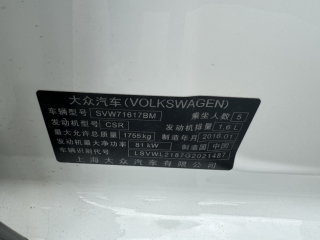 大众汽车(VOLKSWAGEN)
车辆型号 SVW71617BM 乘坐人数 5
发动机型号 CSR 发动机排量 1.6L
最大允许总质量 1755kg 制造年月 2016.01
发动机最大净功率 81kW 制造国 中国
车辆识别代号 LSVWL2187G2021487
上海大众汽车有限公司